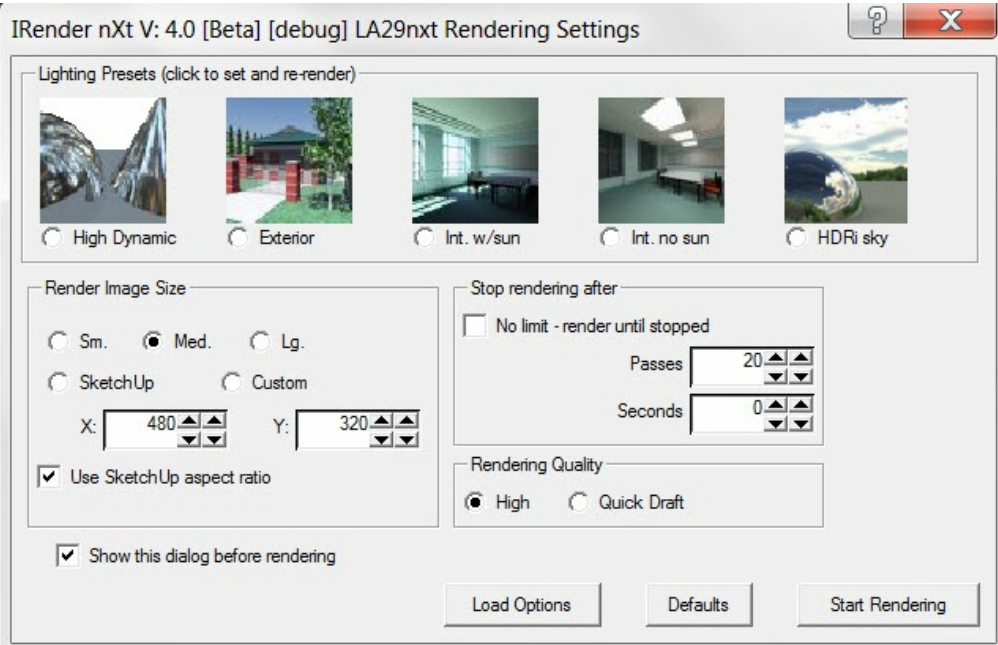 IRender nXt V: 4.0 [Beta] [debug] LA29nxt Rendering Settings
?
X
Lighting Presets (click to set and re-render)
High Dynamic
Exterior
Int. w/sun
Int. no sun
HDRi sky
Render Image Size
Sm.
Med.
Lg.
SketchUp
Custom
X: 480
Y: 320
Use SketchUp aspect ratio
Stop rendering after
No limit - render until stopped
Passes 20
Seconds 0
Rendering Quality
High
Quick Draft
Show this dialog before rendering
Load Options
Defaults
Start Rendering